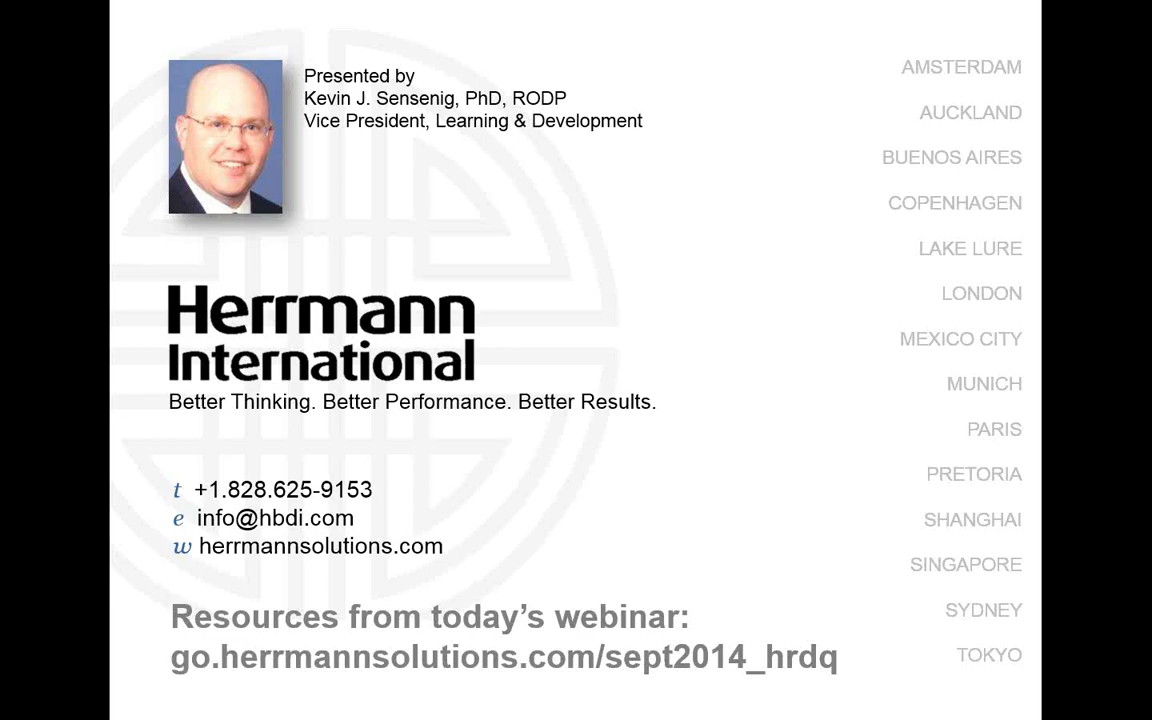 Presented by
Kevin J. Sensenig, PhD, RODP
Vice President, Learning & Development
Herrmann
International
Better Thinking. Better Performance. Better Results.
t +1.828.625-9153
e info@hbdi.com
w herrmannsolutions.com
Resources from today’s webinar:
go.herrmannsolutions.com/sept2014_hrdq
AMSTERDAM
AUCKLAND
BUENOS AIRES
COPENHAGEN
LAKE LURE
LONDON
MEXICO CITY
MUNICH
PARIS
PRETORIA
SHANGHAI
SINGAPORE
SYDNEY
TOKYO